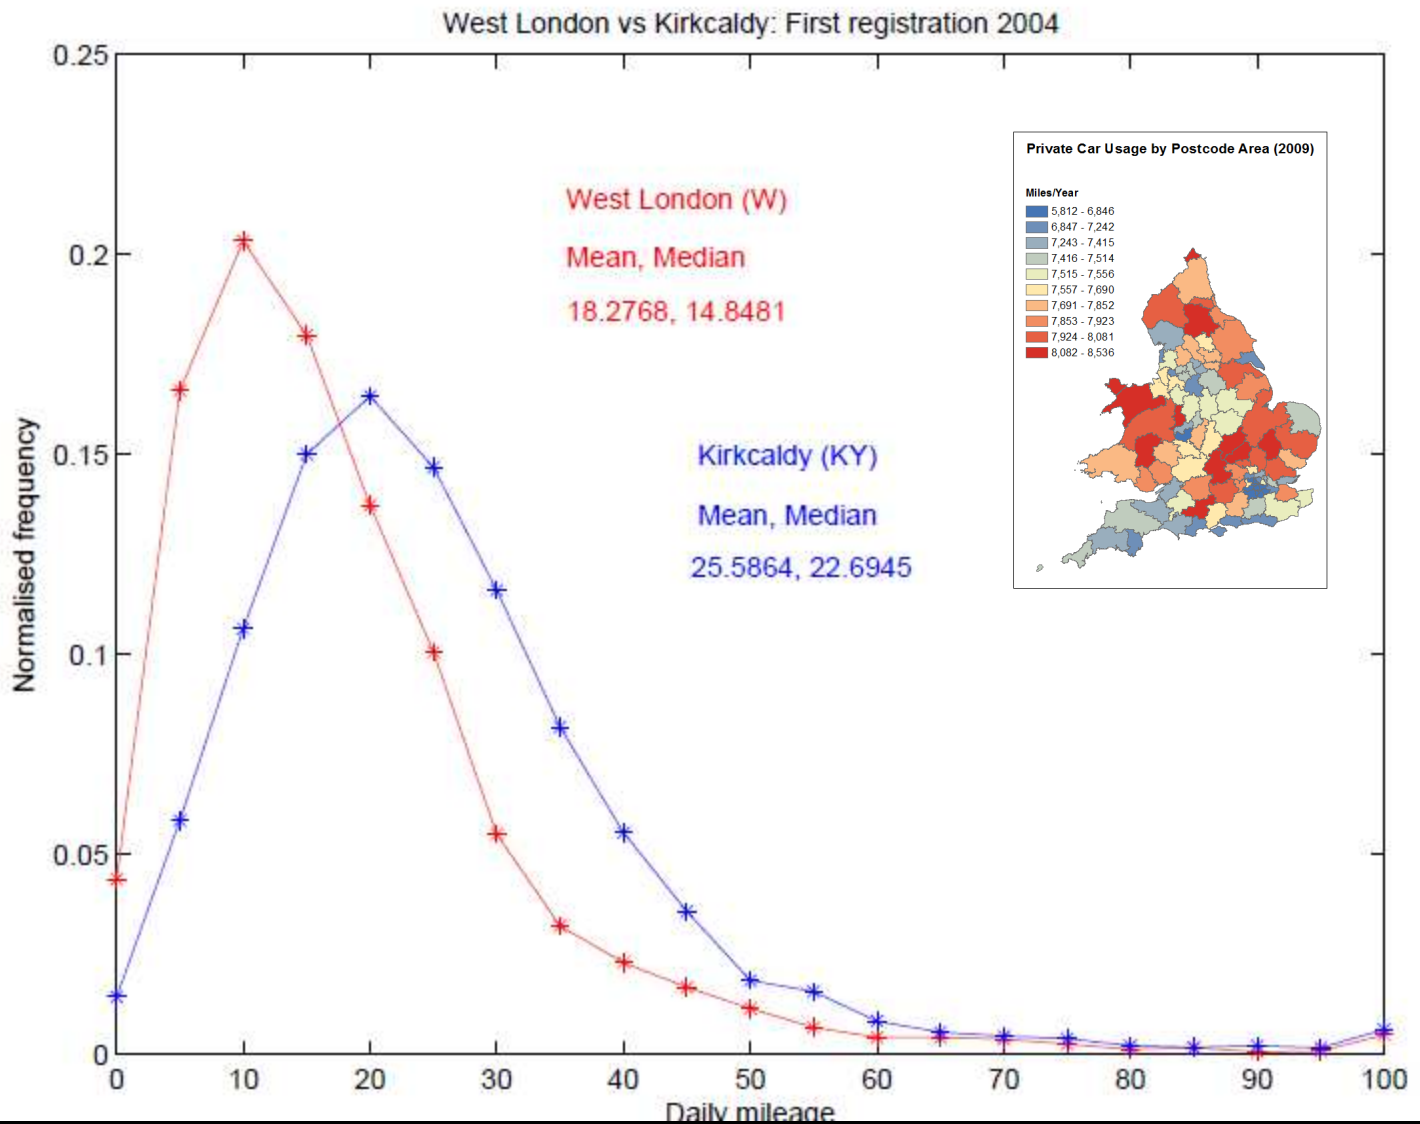 West London vs Kirkcaldy: First registration 2004
0.25
0.2
0.15
0.1
0.05
0
Normalised frequency
West London (W)
Mean, Median
18.2768, 14.8481
Kirkcaldy (KY)
Mean, Median
25.5864, 22.6945
Private Car Usage by Postcode Area (2009)
Miles/Year
5,812 - 6,846
6,847 - 7,242
7,243 - 7,415
7,416 - 7,514
7,515 - 7,556
7,557 - 7,690
7,691 - 7,852
7,853 - 7,923
7,924 - 8,081
8,082 - 8,536
0 10 20 30 40 50 60 70 80 90 100
Daily mileage